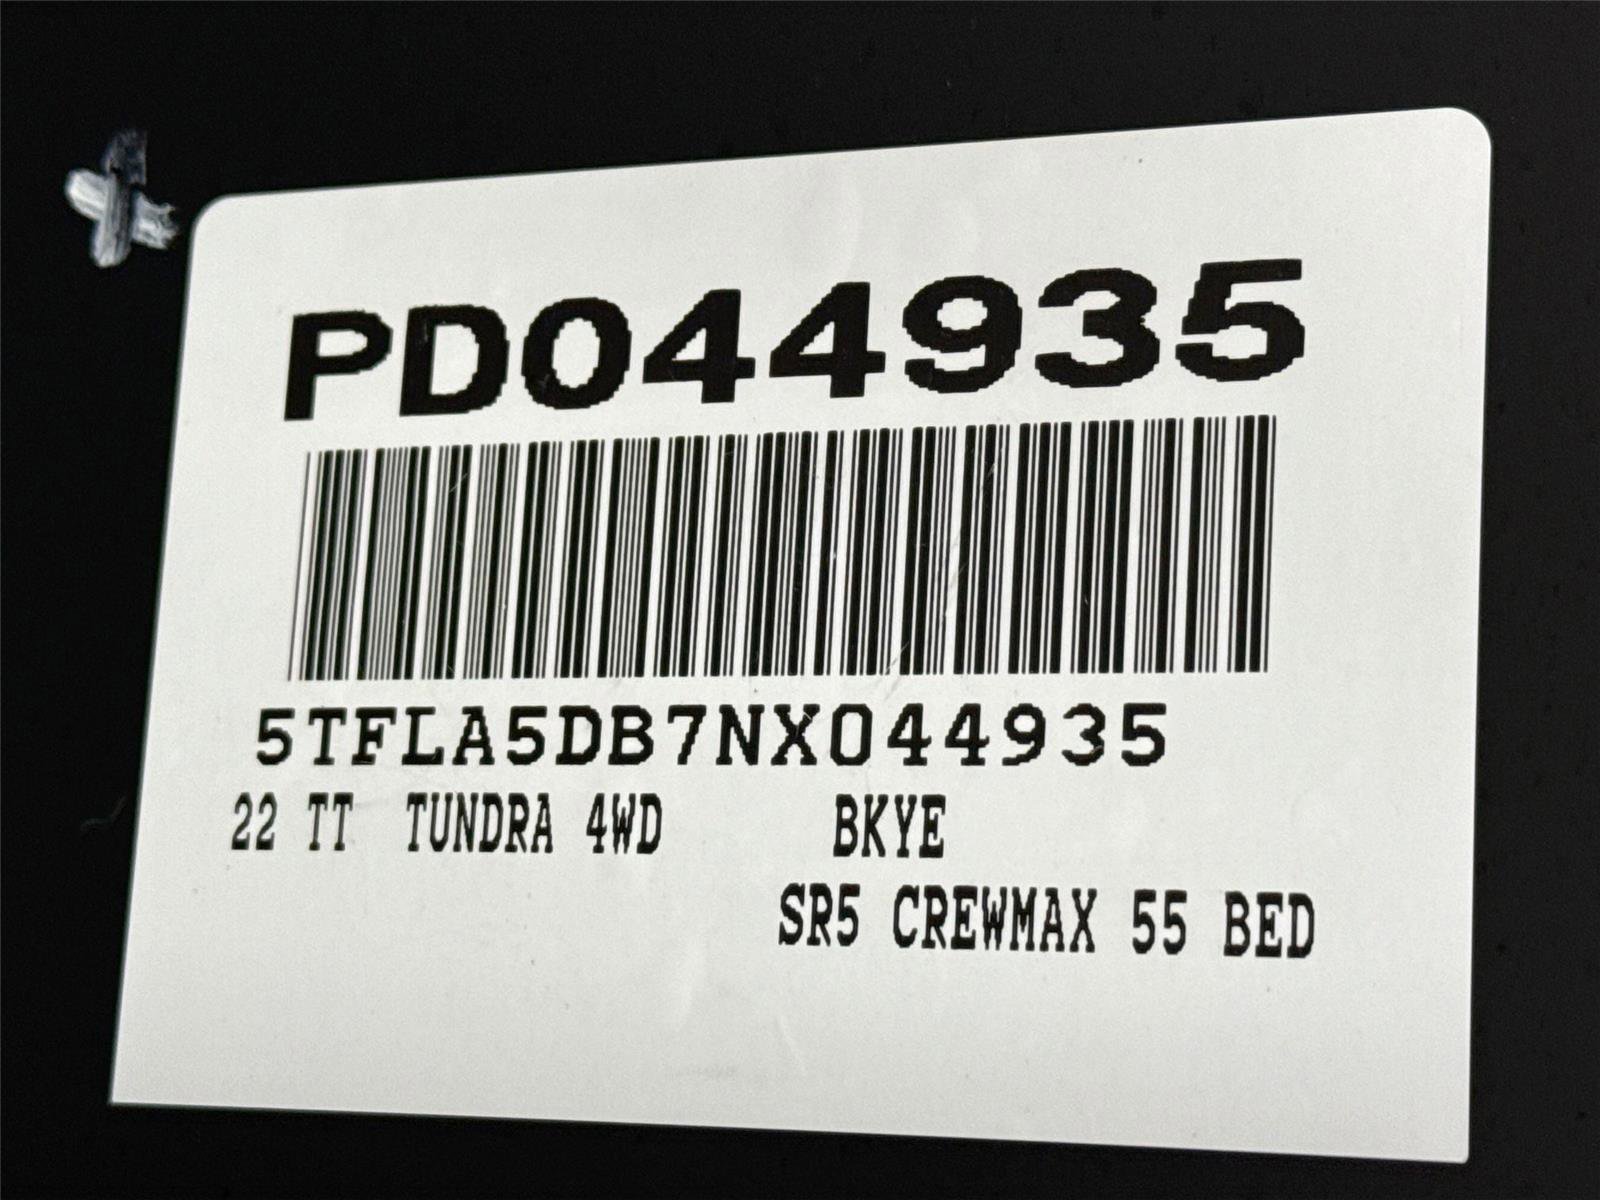 PD044935
5TFLA5DB7NX044935
22 TT TUNDRA 4WD BKYE
SR5 CREWMAX 55 BED